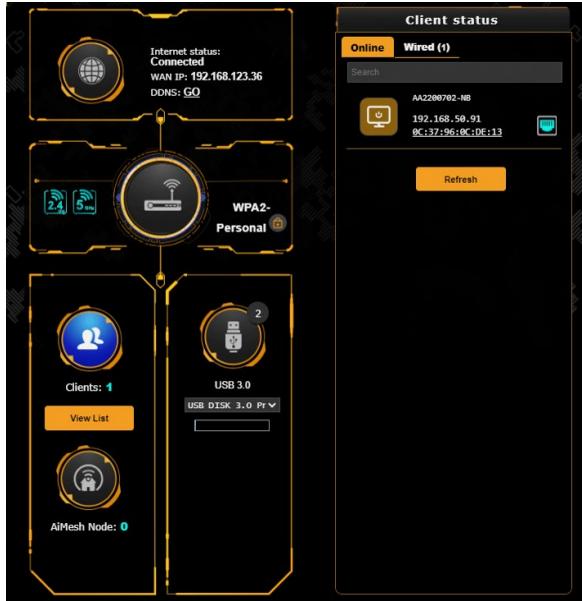 Internet status:
Connected
WAN IP: 192.168.123.36
DDNS: GO
2.4
5 GHz
WPA2-
Personal
Clients: 1
View List
AiMesh Node: 0
2
USB 3.0
USB DISK 3.0 Pr
Client status
Online Wired (1)
Search
AA2200702-NB
192.168.50.91
0C:37:96:0C:DE:13
Refresh